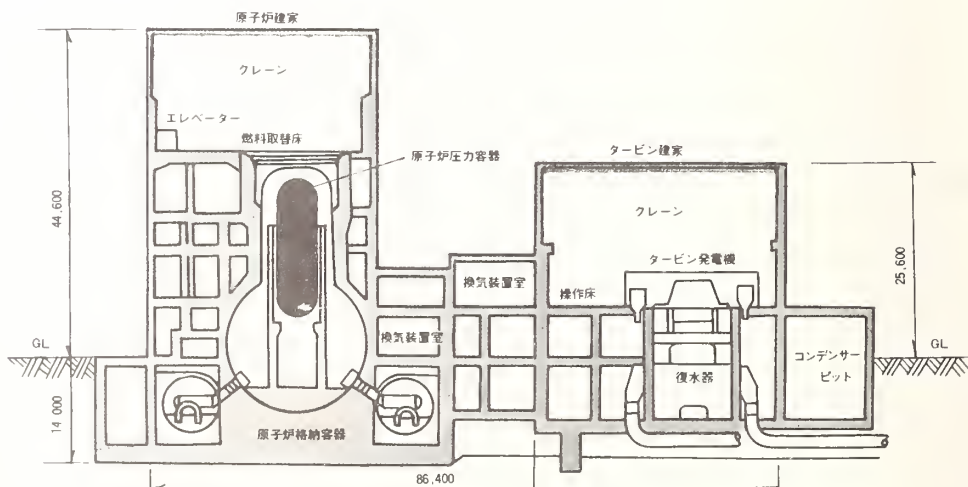 原子炉建家
クレーン
エレベーター
燃料取替床
原子炉圧力容器
タービン建家
クレーン
44,600
25,600
タービン発電機
換気装置室
操作床
換気装置室
GL
GL
コンデンサー
ピット
復水器
14,000
原子炉格納容器
86,400